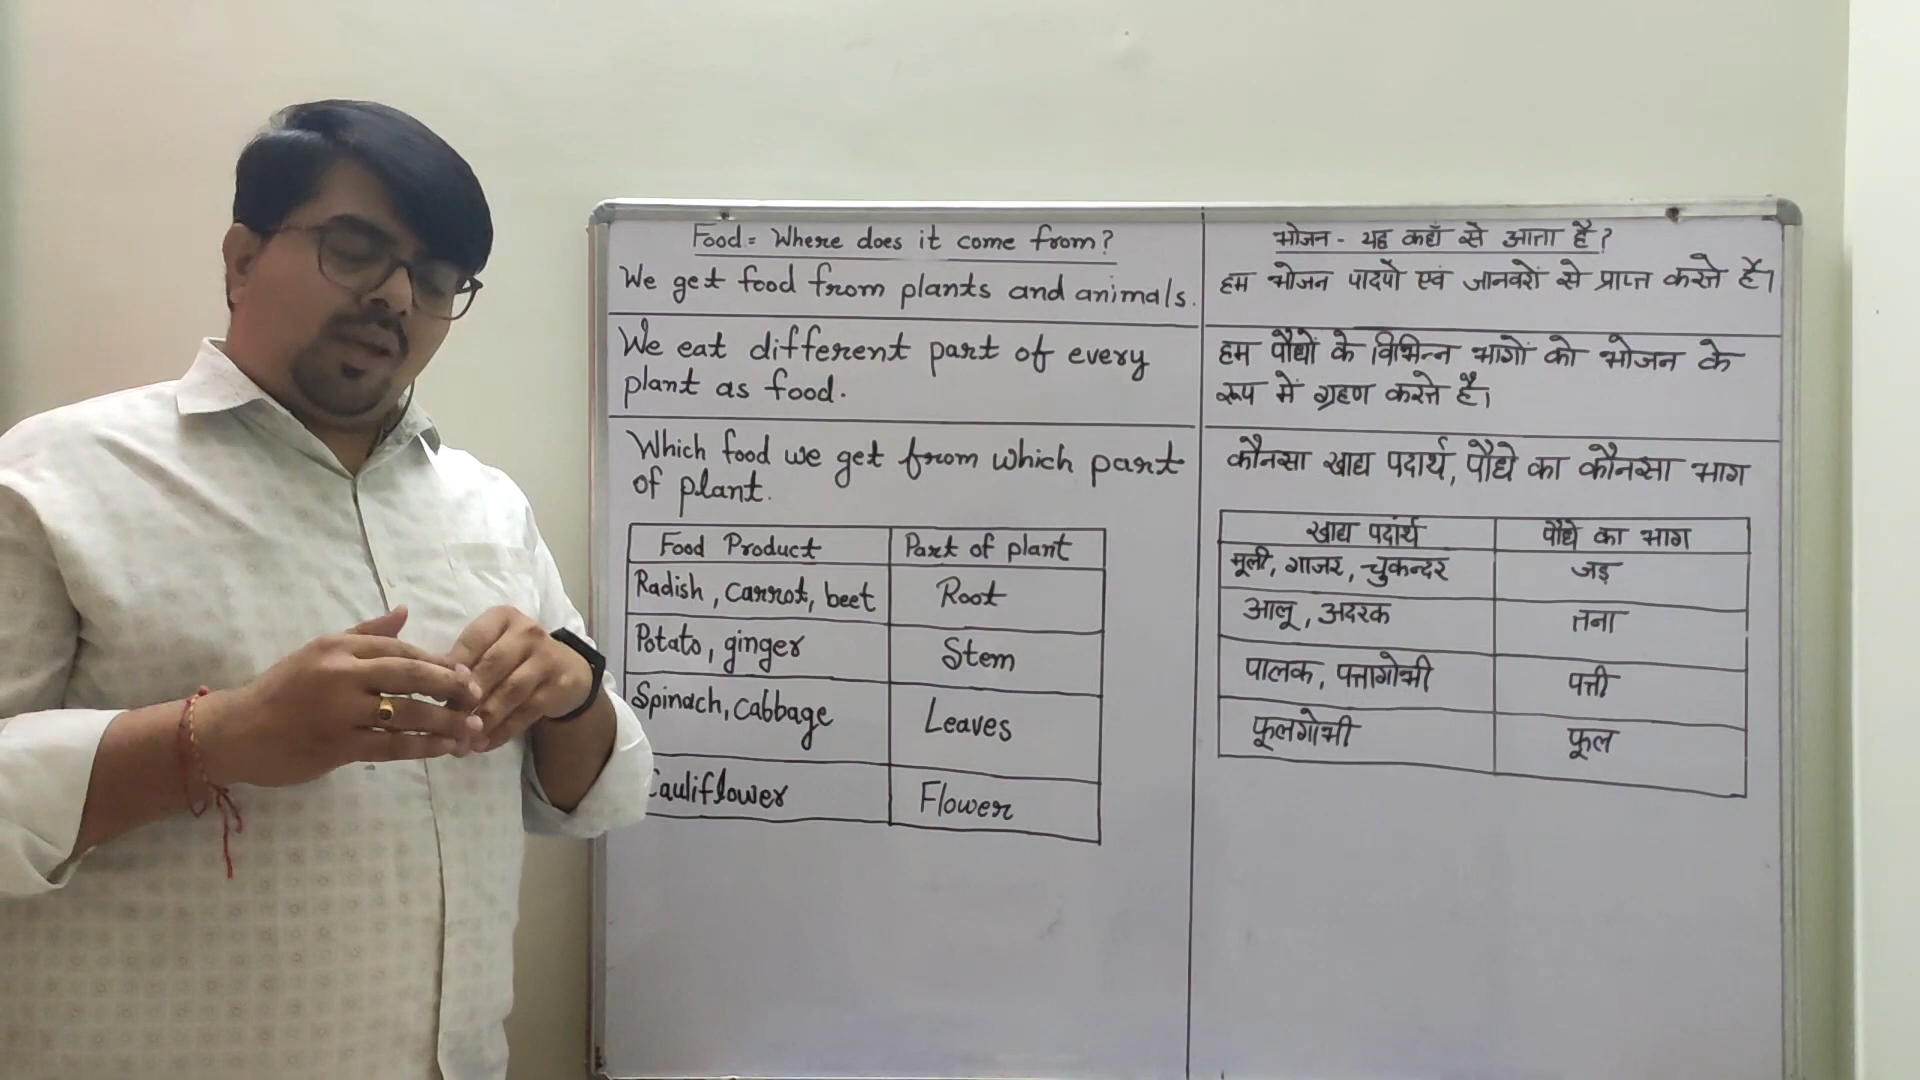 Food = Where does it come from?
We get food from plants and animals.
We eat different part of every
plant as food.
Which food we get from which part
of plant.
Food Product Part of plant
Radish, carrot, beet Root
Potato, ginger Stem
Spinach, cabbage Leaves
Cauliflower Flower
भोजन - यह कहाँ से आता है?
हम भोजन पादपों एवं जानवरों से प्राप्त करते हैं।
हम पौधों के विभिन्न भागों को भोजन के
रूप में ग्रहण करते हैं।
कौनसा खाद्य पदार्थ, पौधे का कौनसा भाग
खाद्य पदार्थ पौधे का भाग
मूली, गाजर, चुकन्दर जड़
आलू, अदरक तना
पालक, पत्तागोभी पत्ती
फूलगोभी फूल